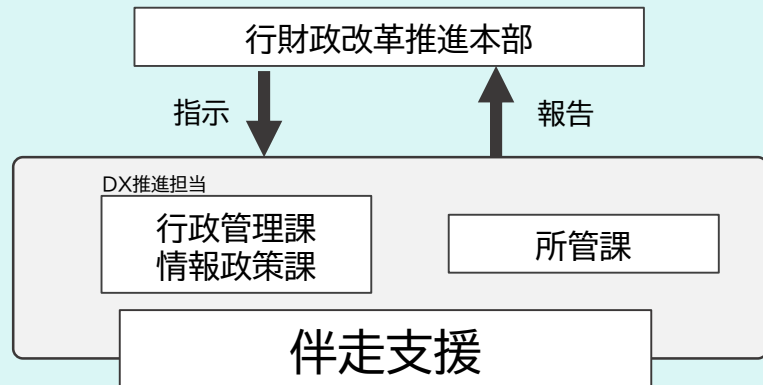 行財政改革推進本部
指示
報告
DX推進担当
行政管理課
情報政策課
所管課
伴走支援